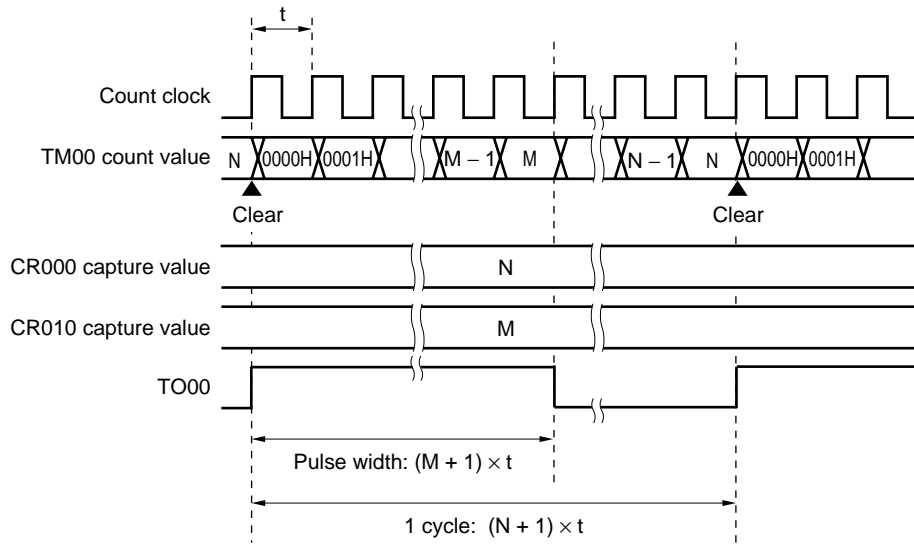 t
Count clock
TM00 count value N 0000H 0001H M – 1 M N – 1 N 0000H 0001H
Clear Clear
CR000 capture value N
CR010 capture value M
TO00
Pulse width: (M + 1) × t
1 cycle: (N + 1) × t